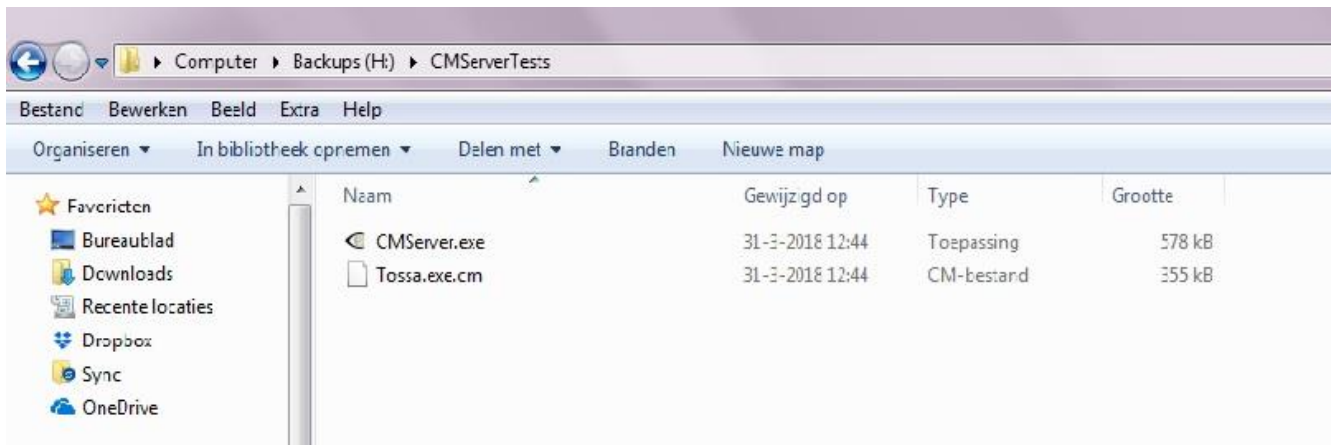 Computer Backups (H:) CMServerTests
Bestand Bewerken Beeld Extra Help
Organiseren In bibliotheek opnemen Delen met Branden Nieuwe map
Favorieten
Bureaublad
Downloads
Recente locaties
Dropbox
Sync
OneDrive
Naam Gewijzigd op Type Grootte
CMServer.exe 31-3-2018 12:44 Toepassing 578 kB
Tossa.exe.cm 31-3-2018 12:44 CM-bestand 355 kB